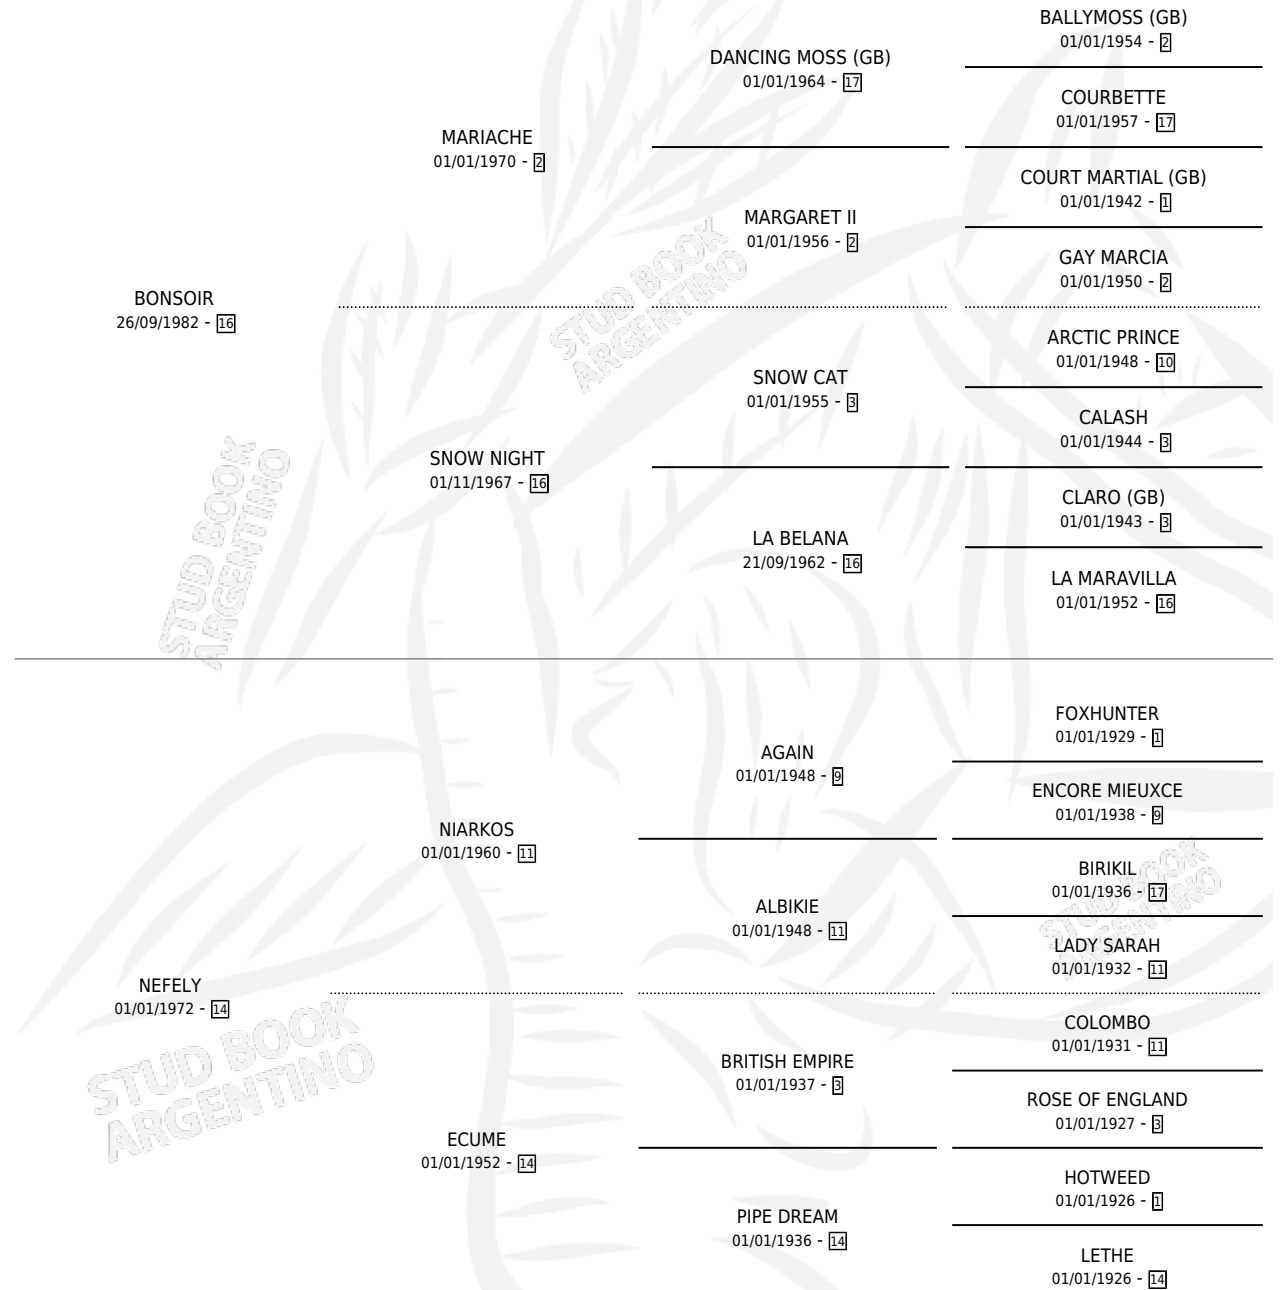 BALLYMOSS (GB)
01/01/1954 - 2
DANCING MOSS (GB)
01/01/1964 - 17
COURBETTE
01/01/1957 - 17
MARIACHE
01/01/1970 - 2
COURT MARTIAL (GB)
01/01/1942 - 1
MARGARET II
01/01/1956 - 2
GAY MARCIA
01/01/1950 - 2
BONSOIR
26/09/1982 - 16
STUD BOOK
ARGENTINO
ARCTIC PRINCE
01/01/1948 - 10
SNOW CAT
01/01/1955 - 3
CALASH
01/01/1944 - 3
SNOW NIGHT
01/11/1967 - 16
CLARO (GB)
01/01/1943 - 3
LA BELANA
21/09/1962 - 16
LA MARAVILLA
01/01/1952 - 16
STUD BOOK
ARGENTINO
FOXHUNTER
01/01/1929 - 1
AGAIN
01/01/1948 - 9
ENCORE MIEUXCE
01/01/1938 - 9
NIARKOS
01/01/1960 - 11
BIRIKIL
01/01/1936 - 17
STUD BOOK
ARGENTINO
ALBIKIE
01/01/1948 - 11
LADY SARAH
01/01/1932 - 11
NEFELY
01/01/1972 - 14
STUD BOOK
ARGENTINO
COLOMBO
01/01/1931 - 11
BRITISH EMPIRE
01/01/1937 - 3
ROSE OF ENGLAND
01/01/1927 - 3
ECUME
01/01/1952 - 14
HOTWEED
01/01/1926 - 1
PIPE DREAM
01/01/1936 - 14
LETHE
01/01/1926 - 14